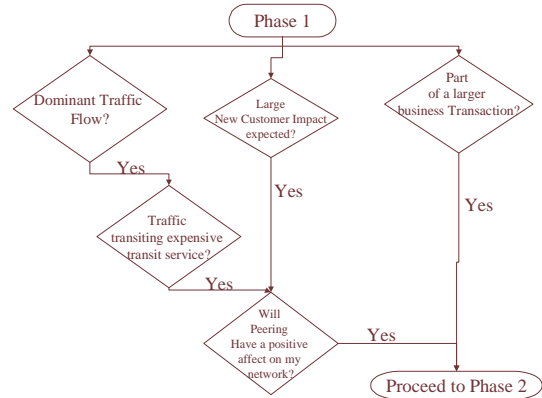 Phase 1
Dominant Traffic
Flow?
Large
New Customer Impact
expected?
Part
of a larger
business Transaction?
Yes
Traffic
transiting expensive
transit service?
Yes
Yes
Yes
Will
Peering
Have a positive
affect on my
network?
Yes
Proceed to Phase 2